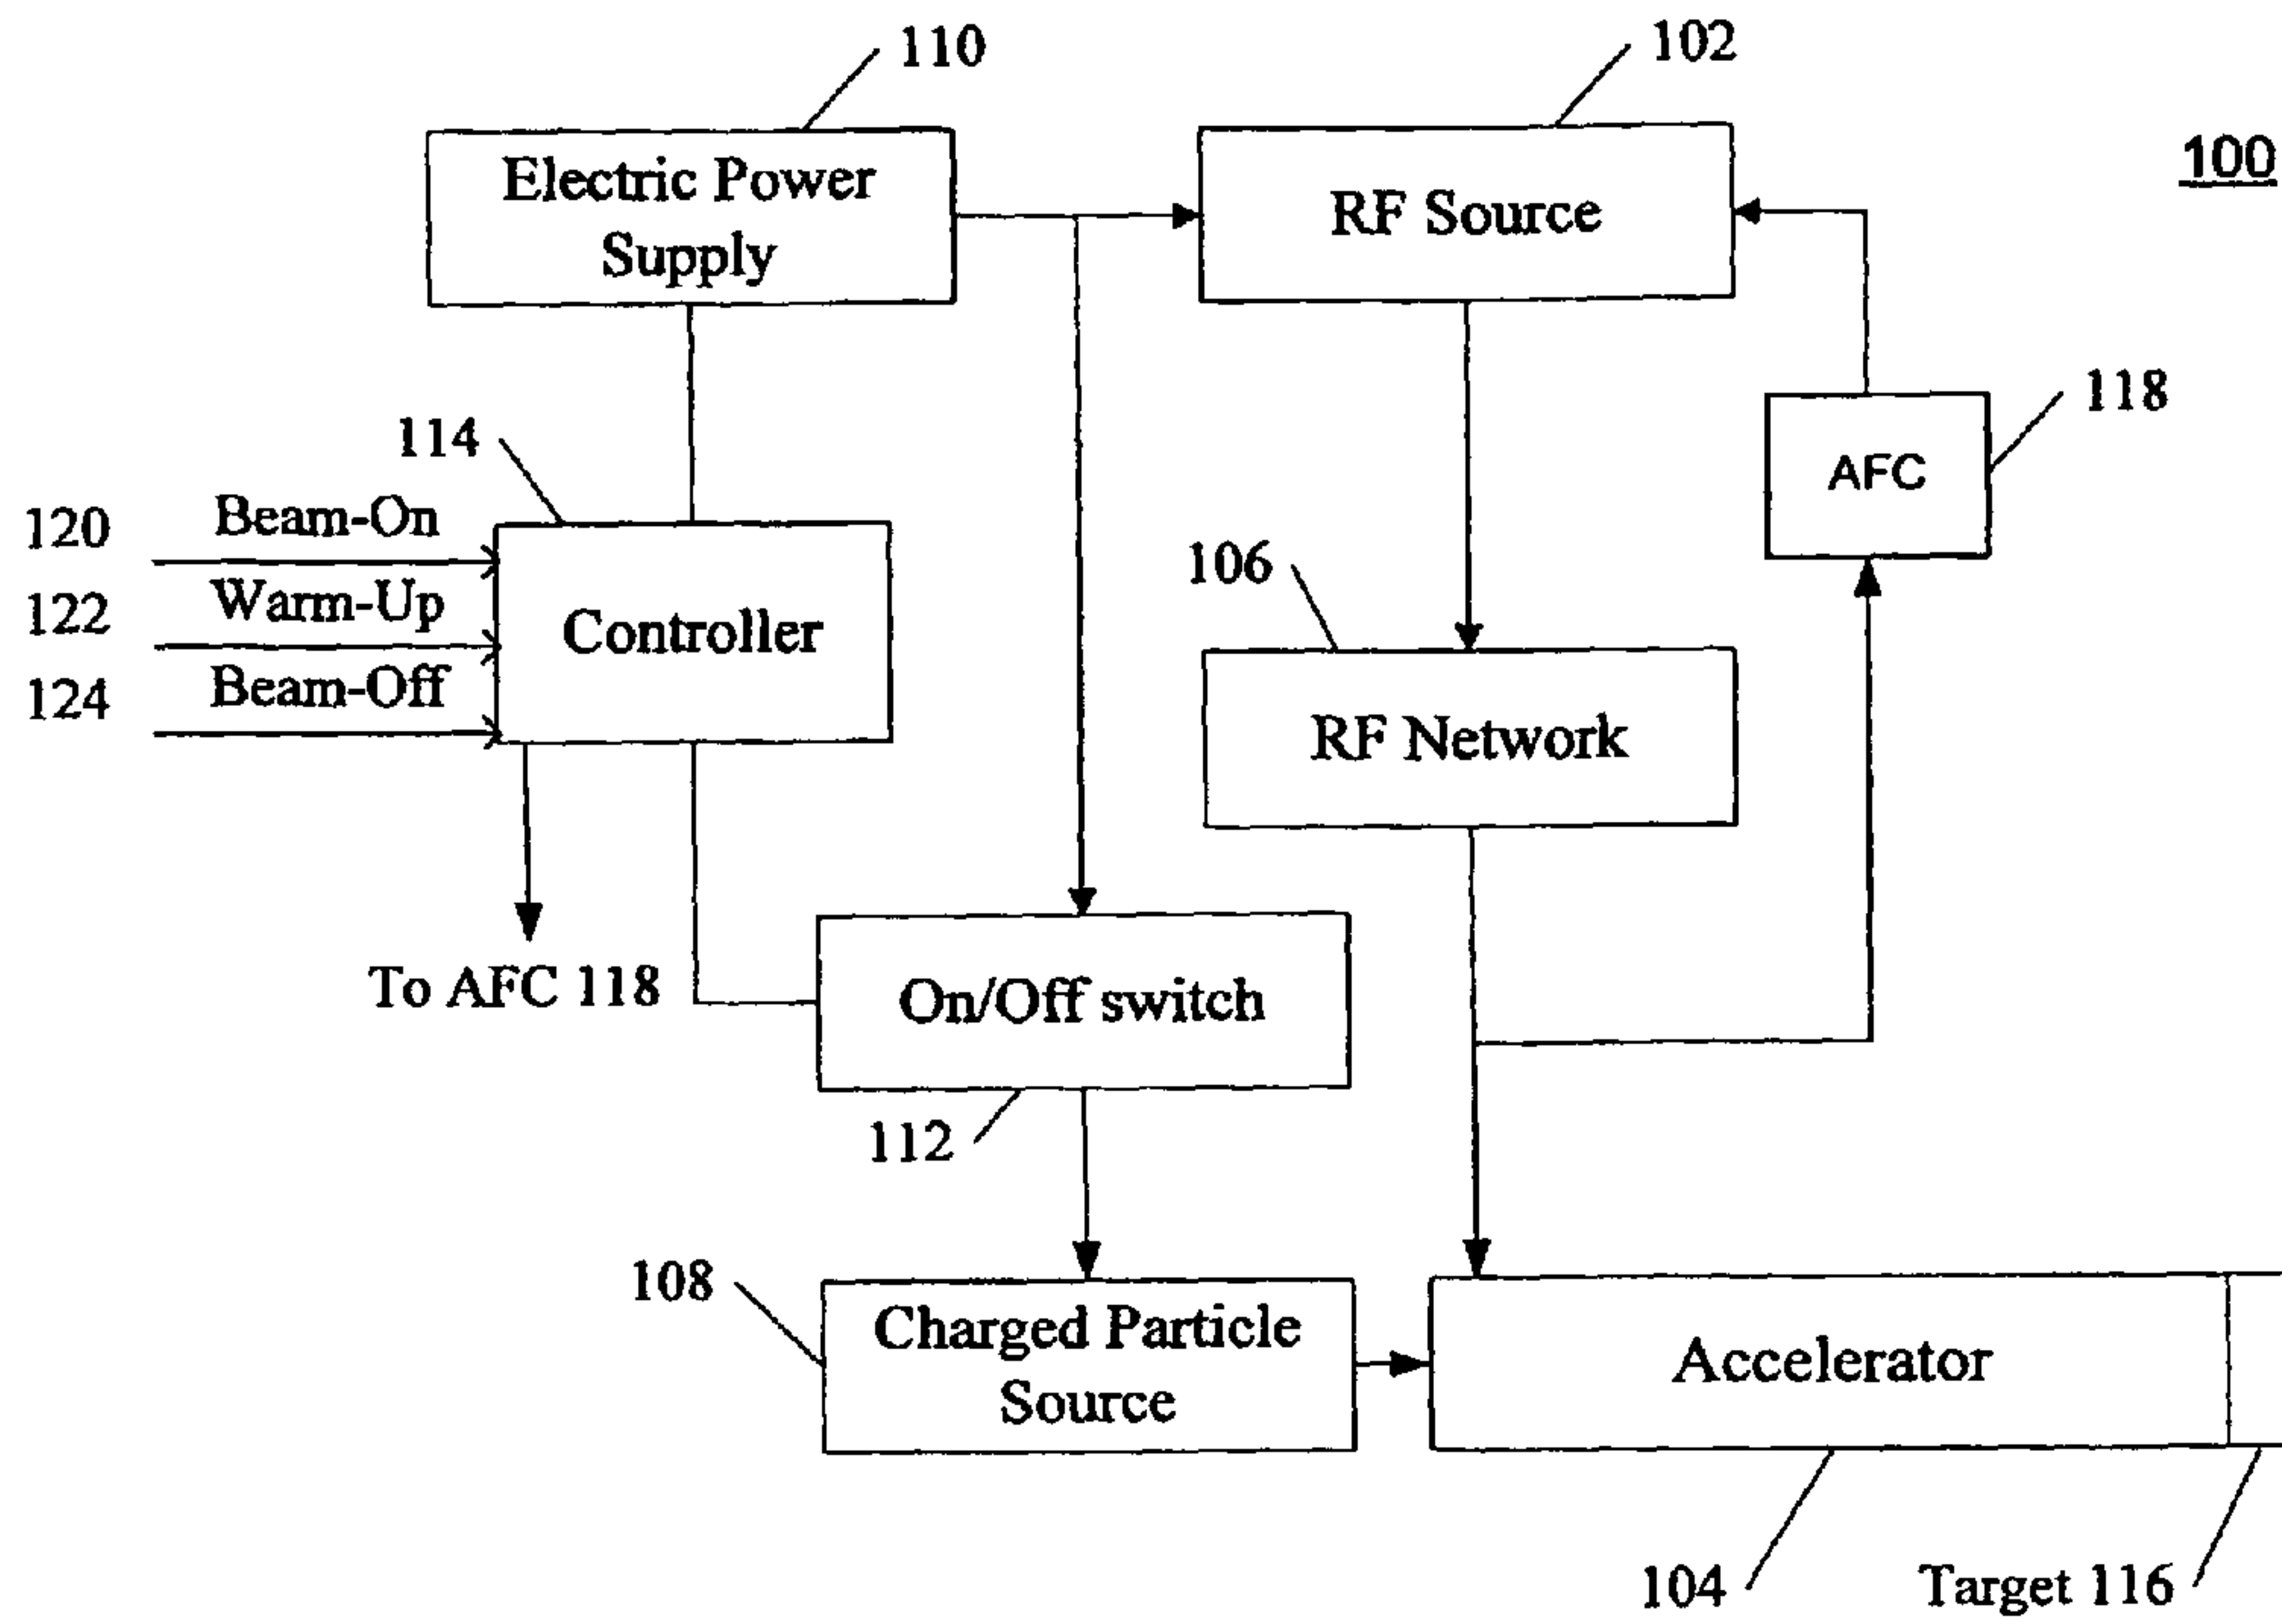 110
102
100
Electric Power
Supply
RF Source
118
AFC
114
120
Beam-On
122
Warm-Up
124
Beam-Off
Controller
106
RF Network
To AFC 118
On/Off switch
112
108
Charged Particle
Source
Accelerator
104
Target 116